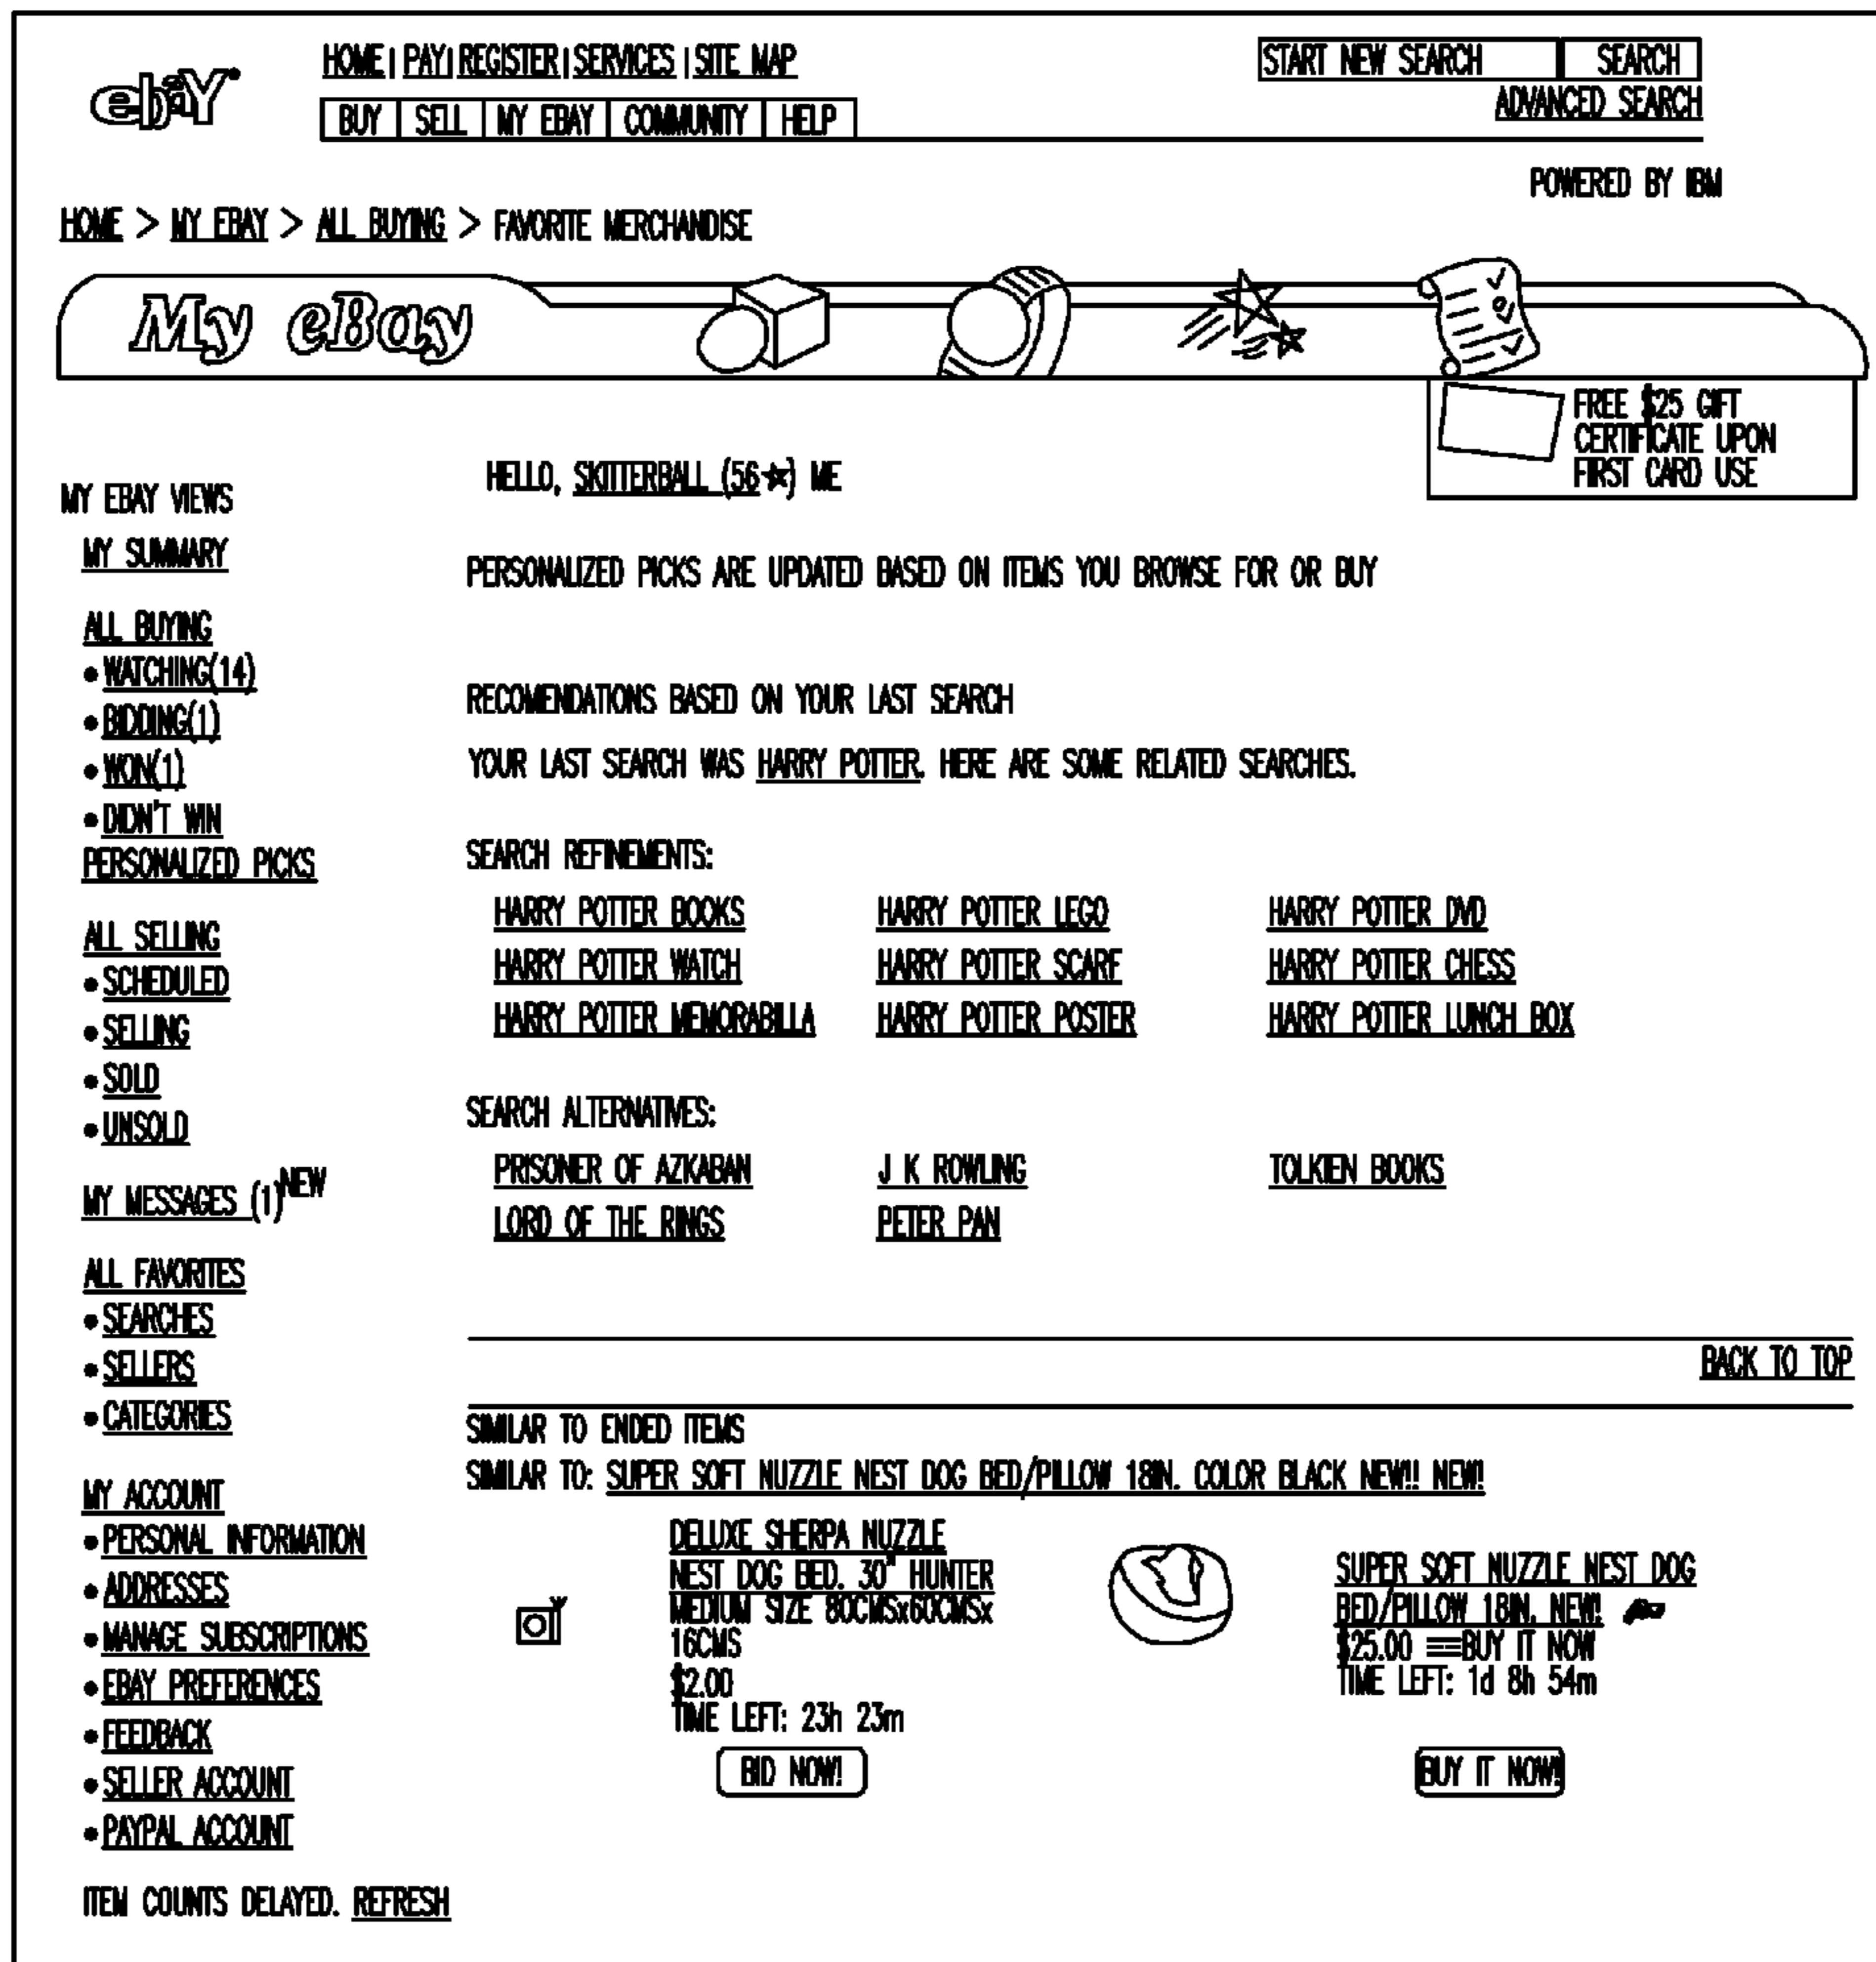 ebaY
HOME | PAY | REGISTER | SERVICES | SITE MAP
START NEW SEARCH SEARCH
BUY SELL MY EBAY COMMUNITY HELP
ADVANCED SEARCH
POWERED BY IBM
HOME > MY EBAY > ALL BUYING > FAVORITE MERCHANDISE
My eBay
FREE $25 GIFT
CERTIFICATE UPON
FIRST CARD USE
HELLO, SKITTERBALL (56★) ME
MY EBAY VIEWS
MY SUMMARY
ALL BUYING
• WATCHING(14)
• BIDDING(1)
• WON(1)
• DIDN'T WIN
PERSONALIZED PICKS
ALL SELLING
• SCHEDULED
• SELLING
• SOLD
• UNSOLD
MY MESSAGES (1) NEW
ALL FAVORITES
• SEARCHES
• SELLERS
• CATEGORIES
MY ACCOUNT
• PERSONAL INFORMATION
• ADDRESSES
• MANAGE SUBSCRIPTIONS
• EBAY PREFERENCES
• FEEDBACK
• SELLER ACCOUNT
• PAYPAL ACCOUNT
ITEM COUNTS DELAYED. REFRESH
PERSONALIZED PICKS ARE UPDATED BASED ON ITEMS YOU BROWSE FOR OR BUY
RECOMENDATIONS BASED ON YOUR LAST SEARCH
YOUR LAST SEARCH WAS HARRY POTTER. HERE ARE SOME RELATED SEARCHES.
SEARCH REFINEMENTS:
HARRY POTTER BOOKS HARRY POTTER LEGO HARRY POTTER DVD
HARRY POTTER WATCH HARRY POTTER SCARF HARRY POTTER CHESS
HARRY POTTER MEMORABILLA HARRY POTTER POSTER HARRY POTTER LUNCH BOX
SEARCH ALTERNATIVES:
PRISONER OF AZKABAN J K ROWLING TOLKIEN BOOKS
LORD OF THE RINGS PETER PAN
BACK TO TOP
SIMILAR TO ENDED ITEMS
SIMILAR TO: SUPER SOFT NUZZLE NEST DOG BED/PILLOW 18IN. COLOR BLACK NEW!! NEW!
DELUXE SHERPA NUZZLE
NEST DOG BED. 30" HUNTER
MEDIUM SIZE 80CMSx60CMSx
16CMS
$2.00
TIME LEFT: 23h 23m
BID NOW!
SUPER SOFT NUZZLE NEST DOG
BED/PILLOW 18IN. NEW!
$25.00 ==BUY IT NOW
TIME LEFT: 1d 8h 54m
BUY IT NOW!